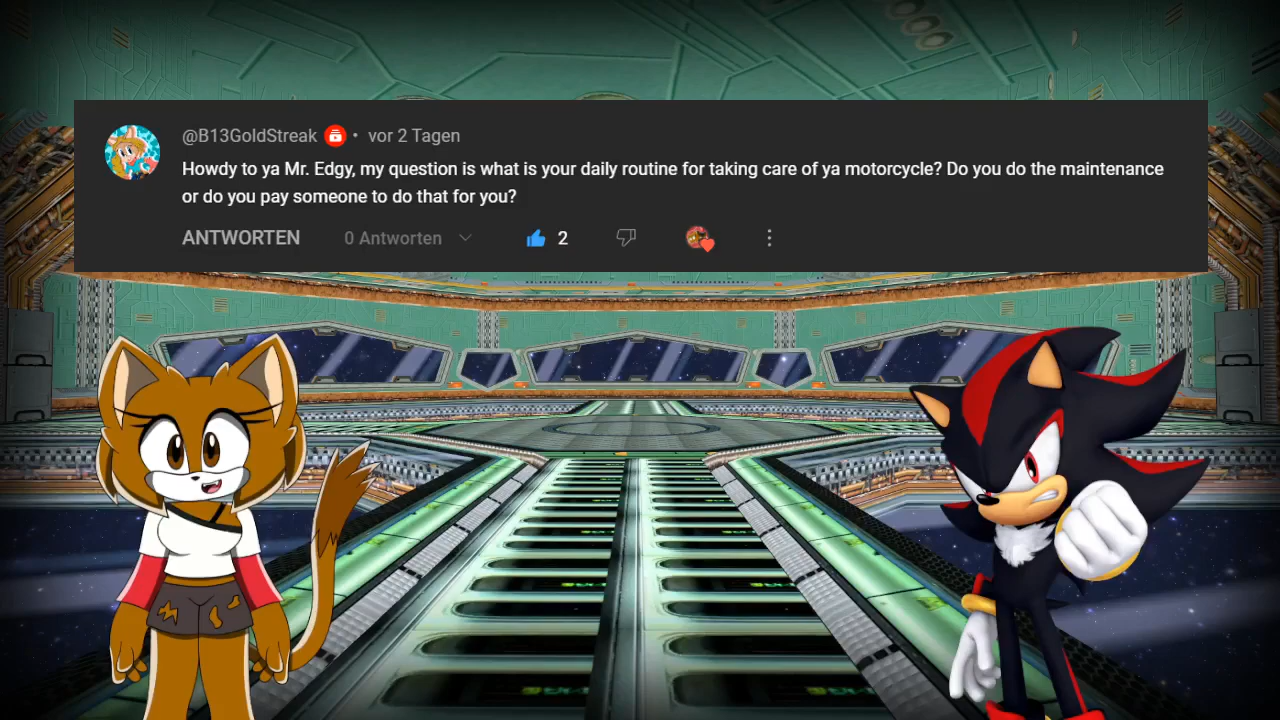 @B13GoldStreak • vor 2 Tagen
Howdy to ya Mr. Edgy, my question is what is your daily routine for taking care of ya motorcycle? Do you do the maintenance
or do you pay someone to do that for you?
ANTWORTEN 0 Antworten 2